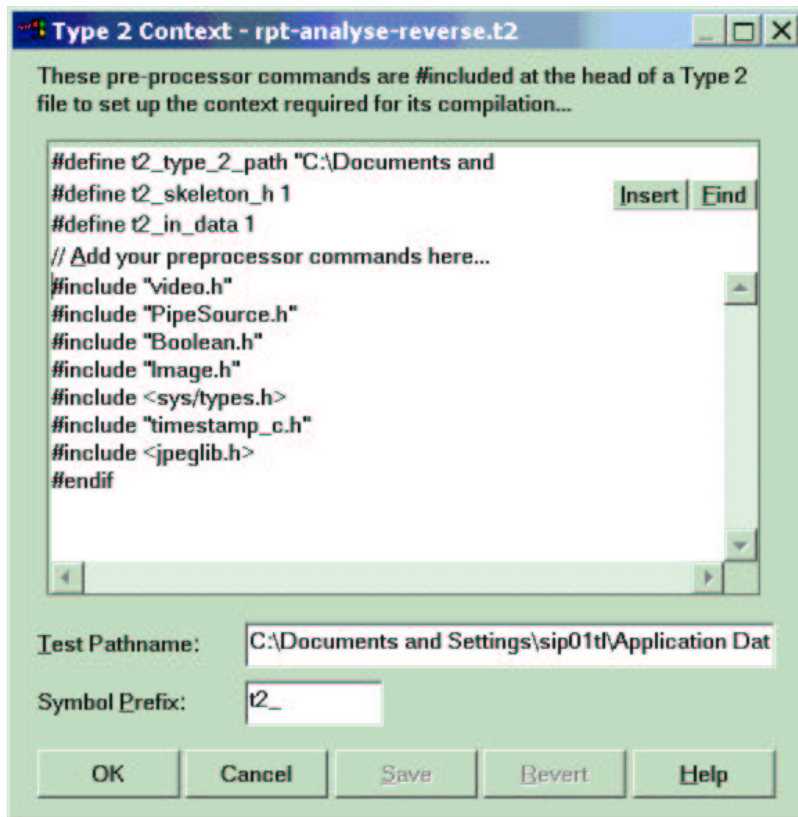 Type 2 Context - rpt-analyse-reverse.t2
These pre-processor commands are #included at the head of a Type 2
file to set up the context required for its compilation...
#define t2_type_2_path "C:\Documents and
#define t2_skeleton_h 1
Insert Find
#define t2_in_data 1
// Add your preprocessor commands here...
#include "video.h"
#include "PipeSource.h"
#include "Boolean.h"
#include "Image.h"
#include <sys/types.h>
#include "timestamp_c.h"
#include <jpeglib.h>
#endif
Test Pathname: C:\Documents and Settings\sip01tl\Application Dat
Symbol Prefix: t2_
OK Cancel Save Revert Help